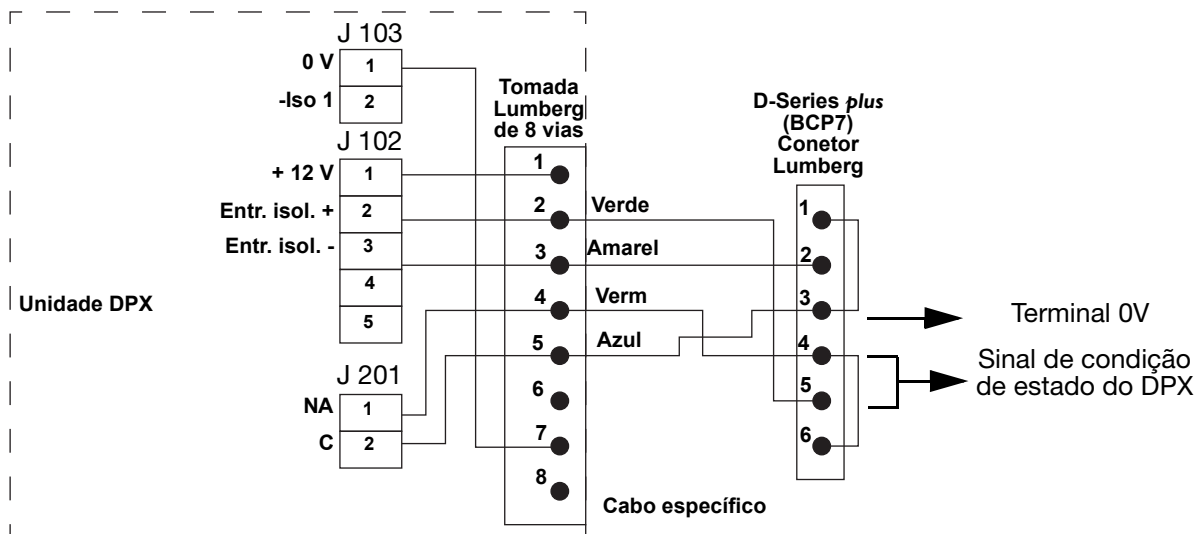 J 103
0 V
1
-Iso 1
2
J 102
+ 12 V
1
Entr. isol. +
2
Entr. isol. -
3
4
5
Unidade DPX
J 201
NA
1
C
2
Tomada
Lumberg
de 8 vias
1
2
3
4
5
6
7
8
Verde
Amarel
Verm
Azul
Cabo específico
D-Series plus
(BCP7)
Conetor
Lumberg
1
2
3
4
5
6
Terminal 0V
Sinal de condição
de estado do DPX